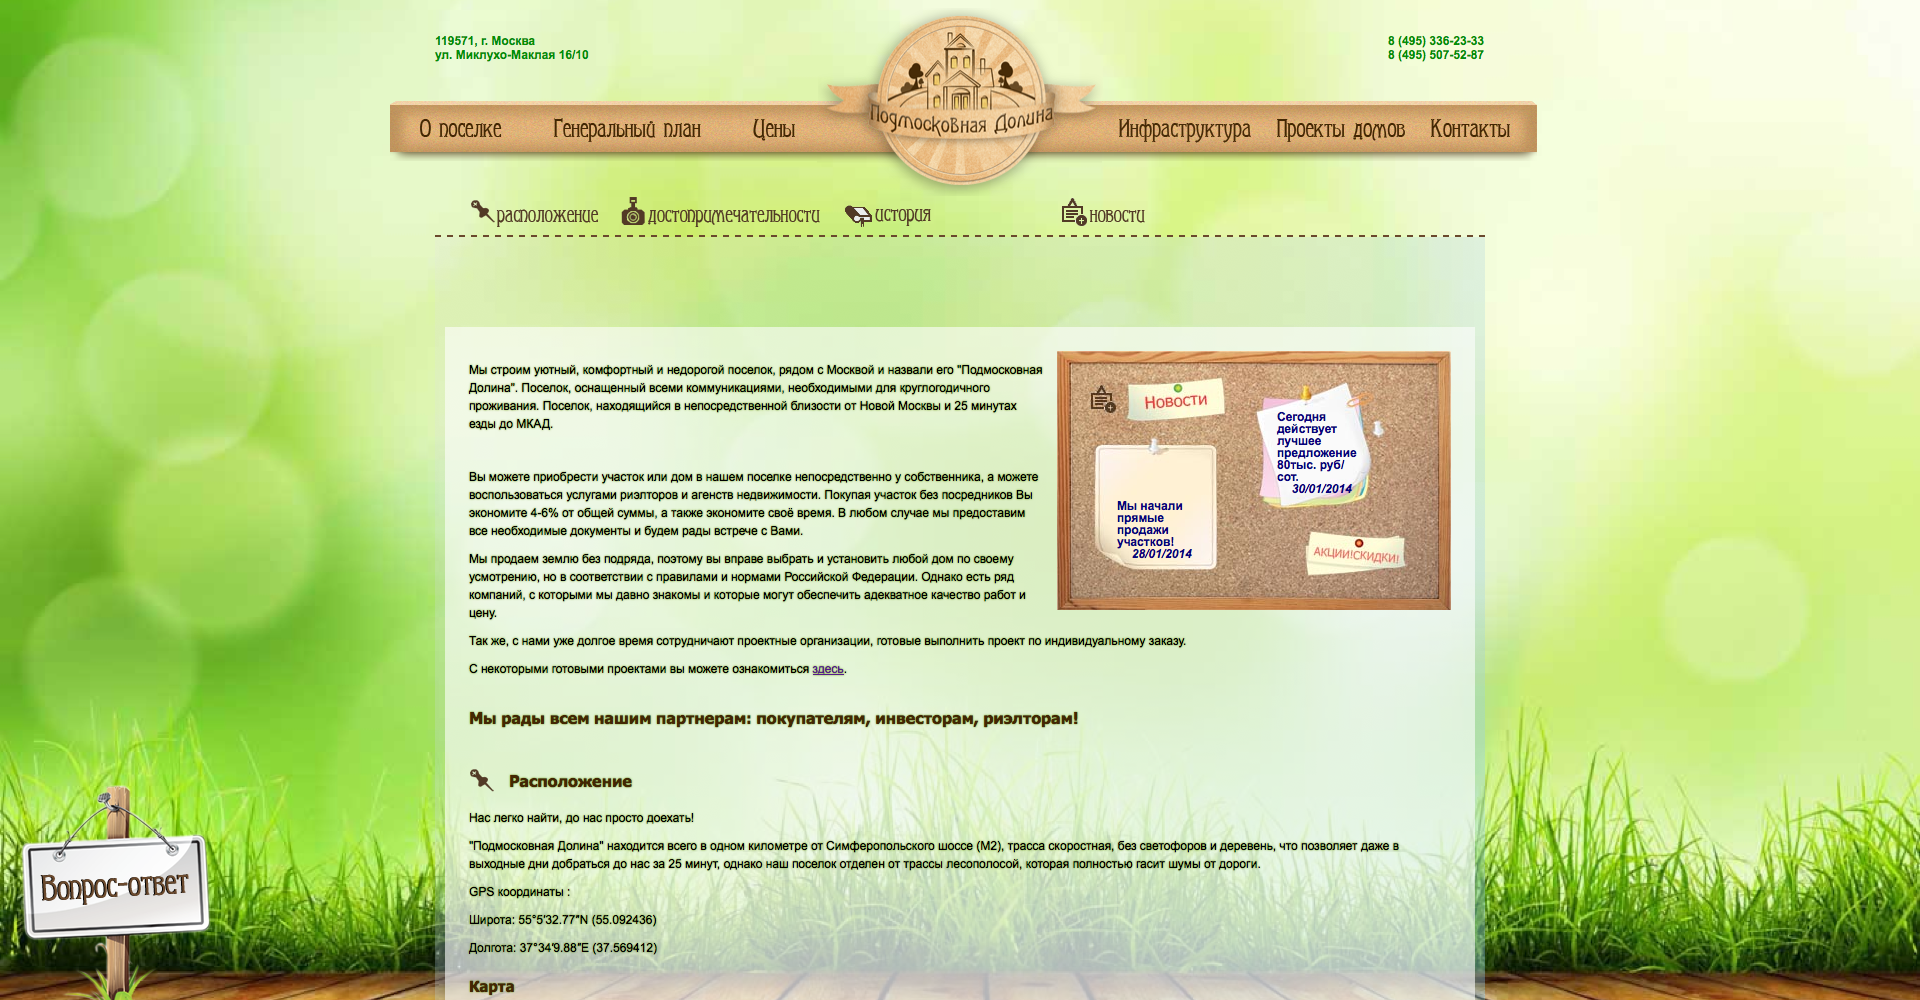 119571, г. Москва
ул. Миклухо-Маклая 16/10
8 (495) 336-23-33
8 (495) 507-52-87
О поселке
Генеральный план
Цены
Подмосковная Долина
Инфраструктура
Проекты домов
Контакты
расположение
достопримечательности
история
новости
Мы строим уютный, комфортный и недорогой поселок, рядом с Москвой и назвали его "Подмосковная
Долина". Поселок, оснащенный всеми коммуникациями, необходимыми для круглогодичного
проживания. Поселок, находящийся в непосредственной близости от Новой Москвы и 25 минутах
езды до МКАД.
Вы можете приобрести участок или дом в нашем поселке непосредственно у собственника, а можете
воспользоваться услугами риэлторов и агенств недвижимости. Покупая участок без посредников Вы
экономите 4-6% от общей суммы, а также экономите своё время. В любом случае мы предоставим
все необходимые документы и будем рады встрече с Вами.
Мы продаем землю без подряда, поэтому вы вправе выбрать и установить любой дом по своему
усмотрению, но в соответствии с правилами и нормами Российской Федерации. Однако есть ряд
компаний, с которыми мы давно знакомы и которые могут обеспечить адекватное качество работ и
цену.
Новости
Сегодня
действует
лучшее
предложение
80тыс. руб/
сот.
30/01/2014
Мы начали
прямые
продажи
участков!
28/01/2014
АКЦИИ!СКИДКИ!
Так же, с нами уже долгое время сотрудничают проектные организации, готовые выполнить проект по индивидуальному заказу.
С некоторыми готовыми проектами вы можете ознакомиться здесь.
Мы рады всем нашим партнерам: покупателям, инвесторам, риэлторам!
Расположение
Нас легко найти, до нас просто доехать!
"Подмосковная Долина" находится всего в одном километре от Симферопольского шоссе (М2), трасса скоростная, без светофоров и деревень, что позволяет даже в
выходные дни добраться до нас за 25 минут, однако наш поселок отделен от трассы лесополосой, которая полностью гасит шумы от дороги.
GPS координаты :
Широта: 55°5'32.77"N (55.092436)
Долгота: 37°34'9.88"E (37.569412)
Карта
Вопрос-ответ